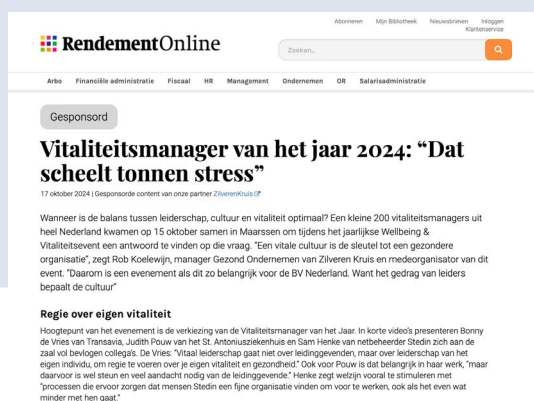 Abonneren Mijn Bibliotheek Nieuwsbrieven Inloggen
Klantenservice
RendementOnline
Zoeken...
Arbo Financiële administratie Fiscaal HR Management Ondernemen OR Salarisadministratie
Gesponsord
Vitaliteitsmanager van het jaar 2024: “Dat
scheelt tonnen stress”
17 oktober 2024 | Gesponsorde content van onze partner ZilverenKruis
Wanneer is de balans tussen leiderschap, cultuur en vitaliteit optimaal? Een kleine 200 vitaliteitsmanagers uit
heel Nederland kwamen op 15 oktober samen in Maarssen om tijdens het jaarlijkse Wellbeing &
Vitaliteitsevent een antwoord te vinden op die vraag. “Een vitale cultuur is de sleutel tot een gezondere
organisatie”, zegt Rob Koelewijn, manager Gezond Ondernemen van Zilveren Kruis en medeorganisator van dit
event. “Daarom is een evenement als dit zo belangrijk voor de BV Nederland. Want het gedrag van leiders
bepaalt de cultuur”
Regie over eigen vitaliteit
Hoogtepunt van het evenement is de verkiezing van de Vitaliteitsmanager van het Jaar. In korte video’s presenteren Bonny
de Vries van Transavia, Judith Pouw van het St. Antoniusziekenhuis en Sam Henke van netbeheerder Stedin zich aan de
zaal vol bevlogen collega’s. De Vries: “Vitaal leiderschap gaat niet over leidinggevenden, maar over leiderschap van het
eigen individu, om regie te voeren over je eigen vitaliteit en gezondheid.” Ook voor Pouw is dat belangrijk in haar werk, “maar
daarvoor is wel steun en veel aandacht nodig van de leidinggevende.” Henke zegt welzijn vooral te stimuleren met
“processen die ervoor zorgen dat mensen Stedin een fijne organisatie vinden om voor te werken, ook als het even wat
minder met hen gaat.”